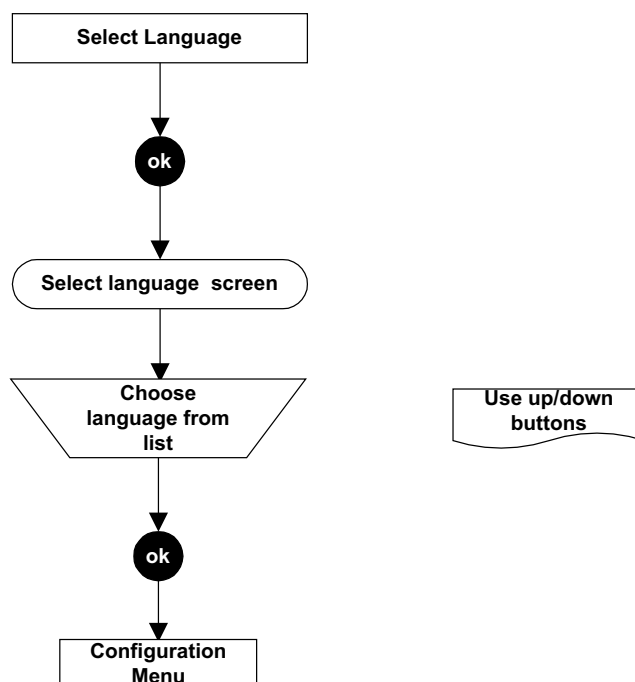 Select Language
ok
Select language  screen
Choose
language from
list
Use up/down
buttons
ok
Configuration
Menu